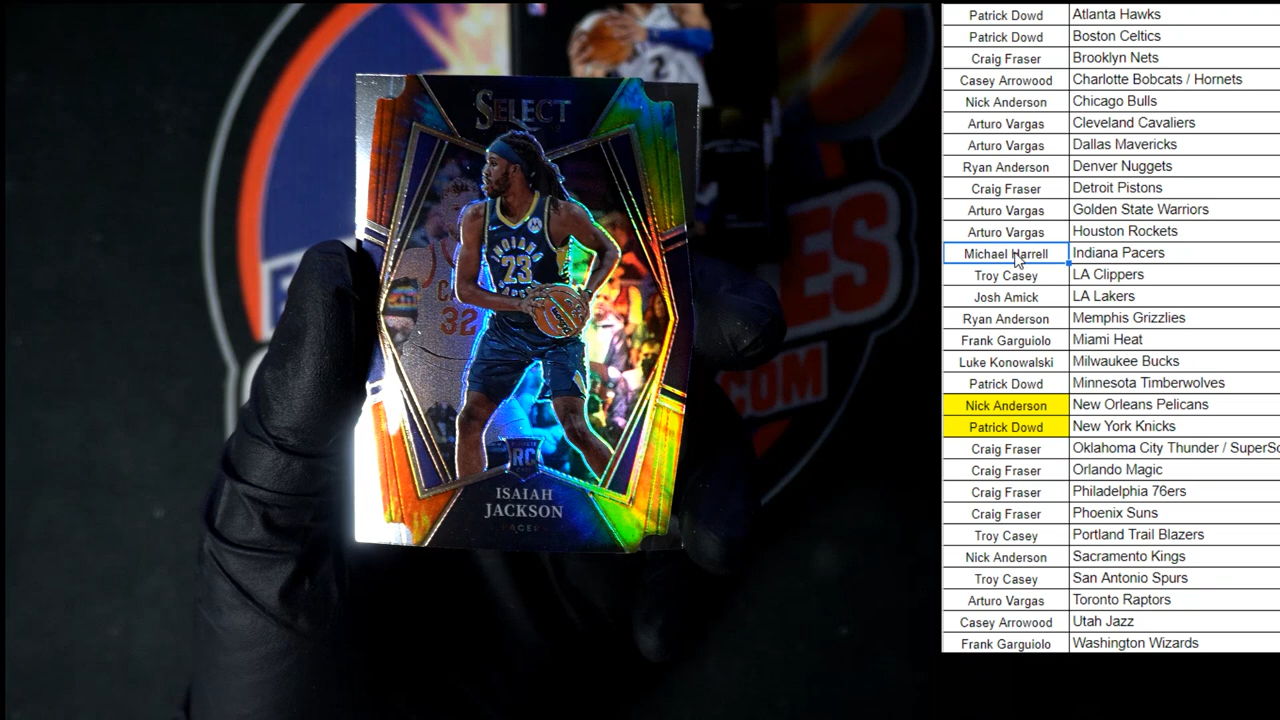 SELECT
INDIANA
23
32
RC
ISAIAH
JACKSON
PACERS
2
ES
.COM
Patrick Dowd Atlanta Hawks
Patrick Dowd Boston Celtics
Craig Fraser Brooklyn Nets
Casey Arrowood Charlotte Bobcats / Hornets
Nick Anderson Chicago Bulls
Arturo Vargas Cleveland Cavaliers
Arturo Vargas Dallas Mavericks
Ryan Anderson Denver Nuggets
Craig Fraser Detroit Pistons
Arturo Vargas Golden State Warriors
Arturo Vargas Houston Rockets
Michael Harrell Indiana Pacers
Troy Casey LA Clippers
Josh Amick LA Lakers
Ryan Anderson Memphis Grizzlies
Frank Garguiolo Miami Heat
Luke Konowalski Milwaukee Bucks
Patrick Dowd Minnesota Timberwolves
Nick Anderson New Orleans Pelicans
Patrick Dowd New York Knicks
Craig Fraser Oklahoma City Thunder / SuperSo
Craig Fraser Orlando Magic
Craig Fraser Philadelphia 76ers
Craig Fraser Phoenix Suns
Troy Casey Portland Trail Blazers
Nick Anderson Sacramento Kings
Troy Casey San Antonio Spurs
Arturo Vargas Toronto Raptors
Casey Arrowood Utah Jazz
Frank Garguiolo Washington Wizards